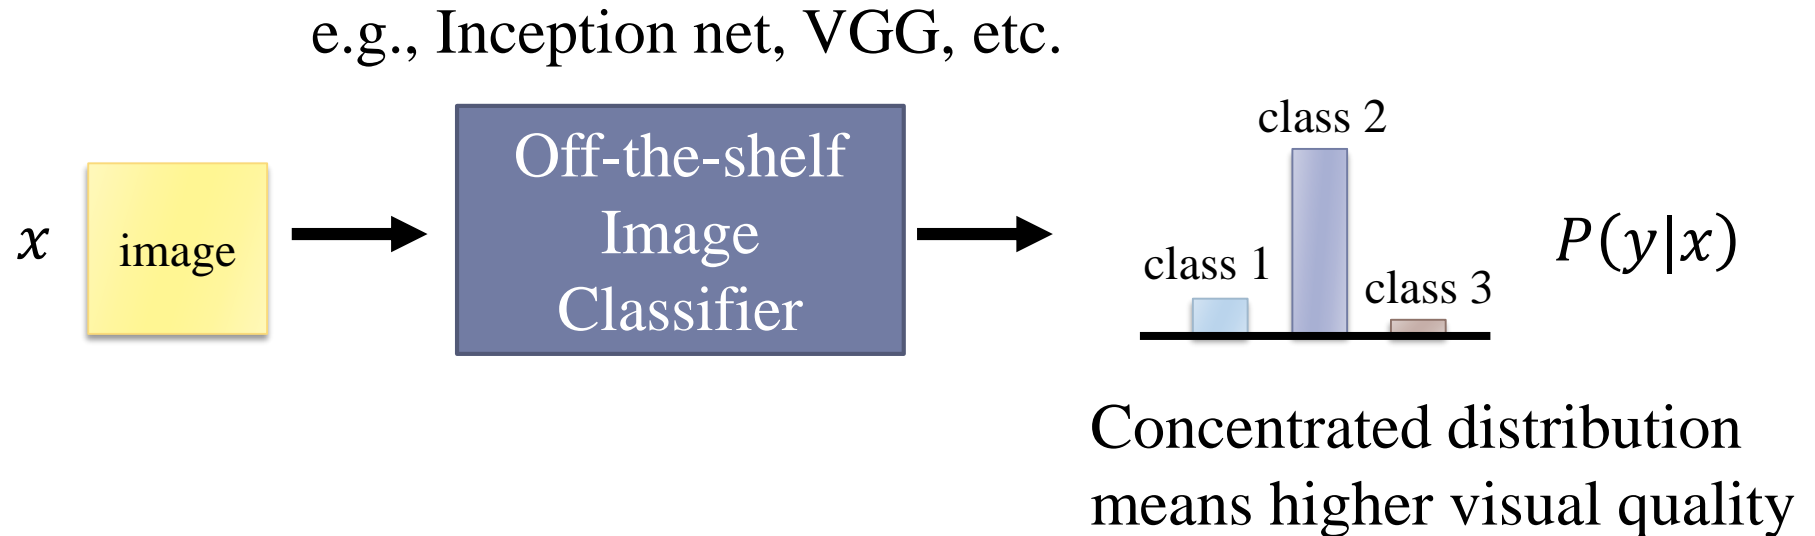 e.g., Inception net, VGG, etc.
x
image
Off-the-shelf
Image
Classifier
class 1
class 2
class 3
P(y|x)
Concentrated distribution
means higher visual quality